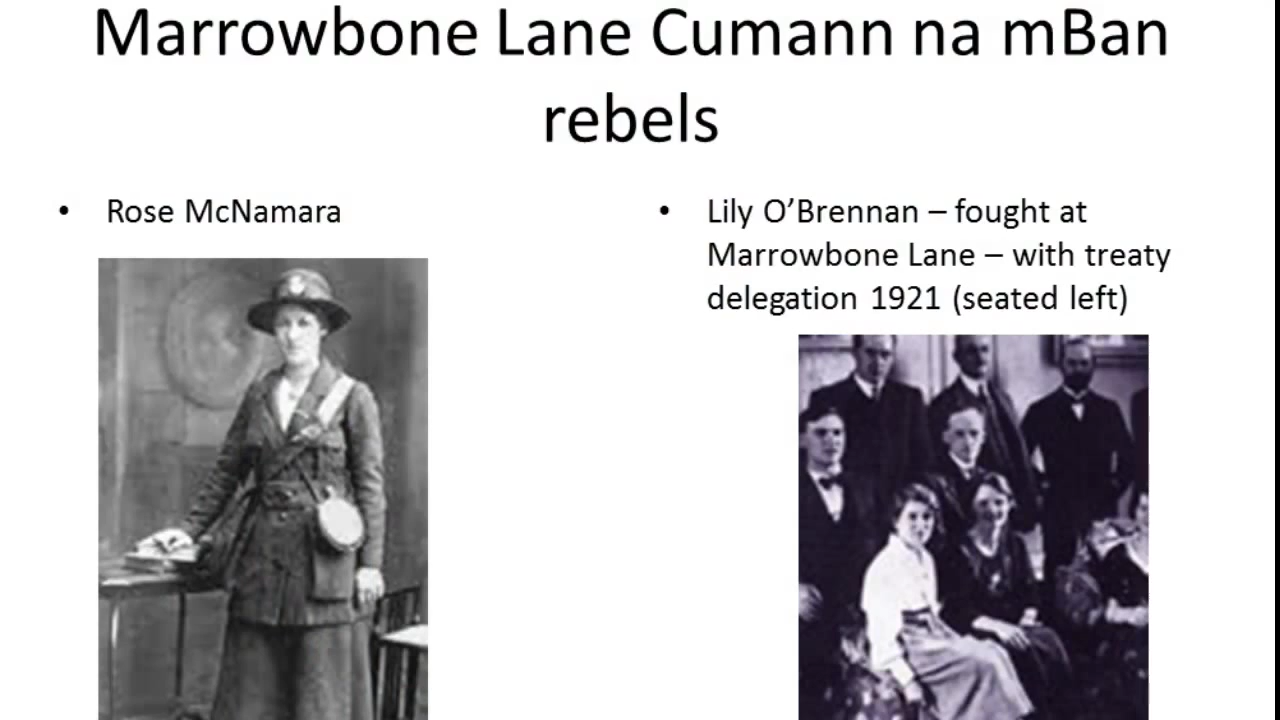 Marrowbone Lane Cumann na mBan
rebels
• Rose McNamara
• Lily O’Brennan – fought at
Marrowbone Lane – with treaty
delegation 1921 (seated left)